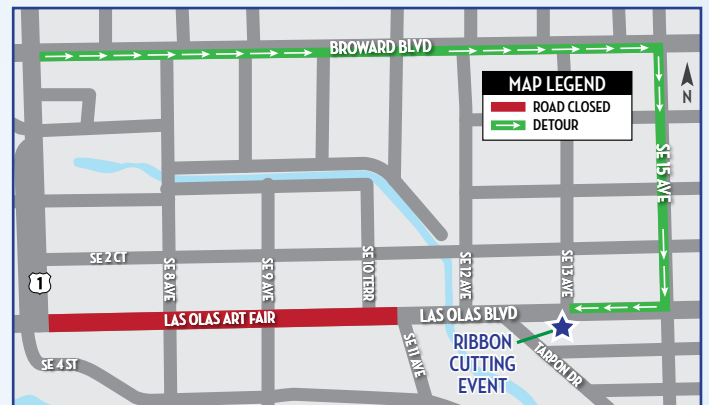 BROWARD BLVD
MAP LEGEND
ROAD CLOSED
DETOUR
N
SE 15 AVE
SE 2 CT
SE 8 AVE
SE 9 AVE
SE 10 TERR
SE 12 AVE
SE 13 AVE
1
LAS OLAS ART FAIR
LAS OLAS BLVD
SE 4 ST
SE 11 AVE
RIBBON
CUTTING
EVENT
TARPON DR